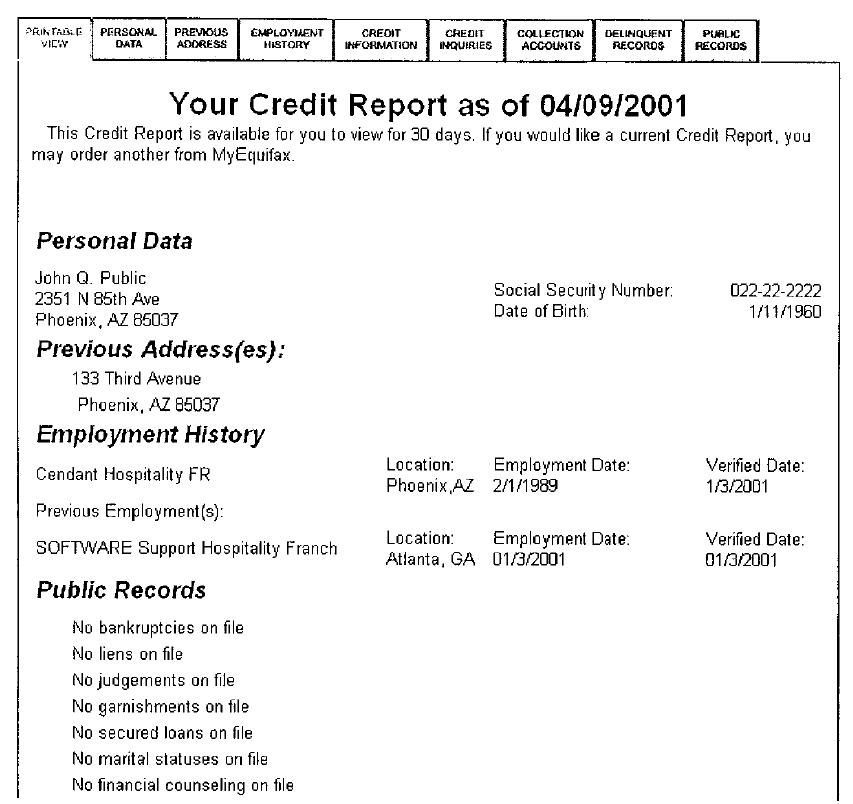 PRINTABLE VIEW
PERSONAL DATA
PREVIOUS ADDRESS
EMPLOYMENT HISTORY
CREDIT INFORMATION
CREDIT INQUIRIES
COLLECTION ACCOUNTS
DELINQUENT RECORDS
PUBLIC RECORDS
Your Credit Report as of 04/09/2001
This Credit Report is available for you to view for 30 days. If you would like a current Credit Report, you
may order another from MyEquifax.
Personal Data
John Q. Public
2351 N 85th Ave
Phoenix, AZ 85037
Social Security Number: 022-22-2222
Date of Birth: 1/11/1960
Previous Address(es):
133 Third Avenue
Phoenix, AZ 85037
Employment History
Location: Employment Date: Verified Date:
Cendant Hospitality FR Phoenix,AZ 2/1/1989 1/3/2001
Previous Employment(s):
Location: Employment Date: Verified Date:
SOFTWARE Support Hospitality Franch Atlanta, GA 01/3/2001 01/3/2001
Public Records
No bankruptcies on file
No liens on file
No judgements on file
No garnishments on file
No secured loans on file
No marital statuses on file
No financial counseling on file